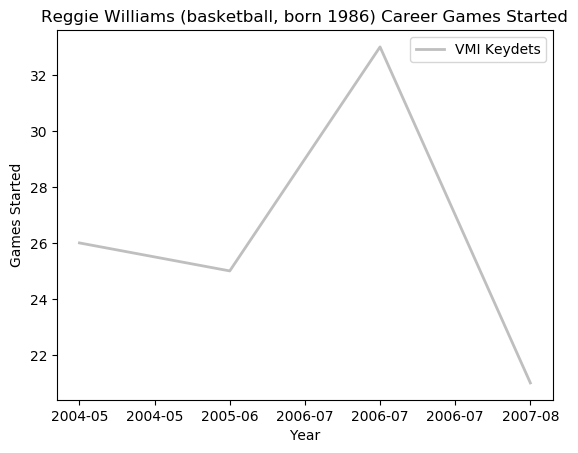 Reggie Williams (basketball, born 1986) Career Games Started
VMI Keydets
32
30
28
26
24
22
Games Started
2004-05 2004-05 2005-06 2006-07 2006-07 2006-07 2007-08
Year